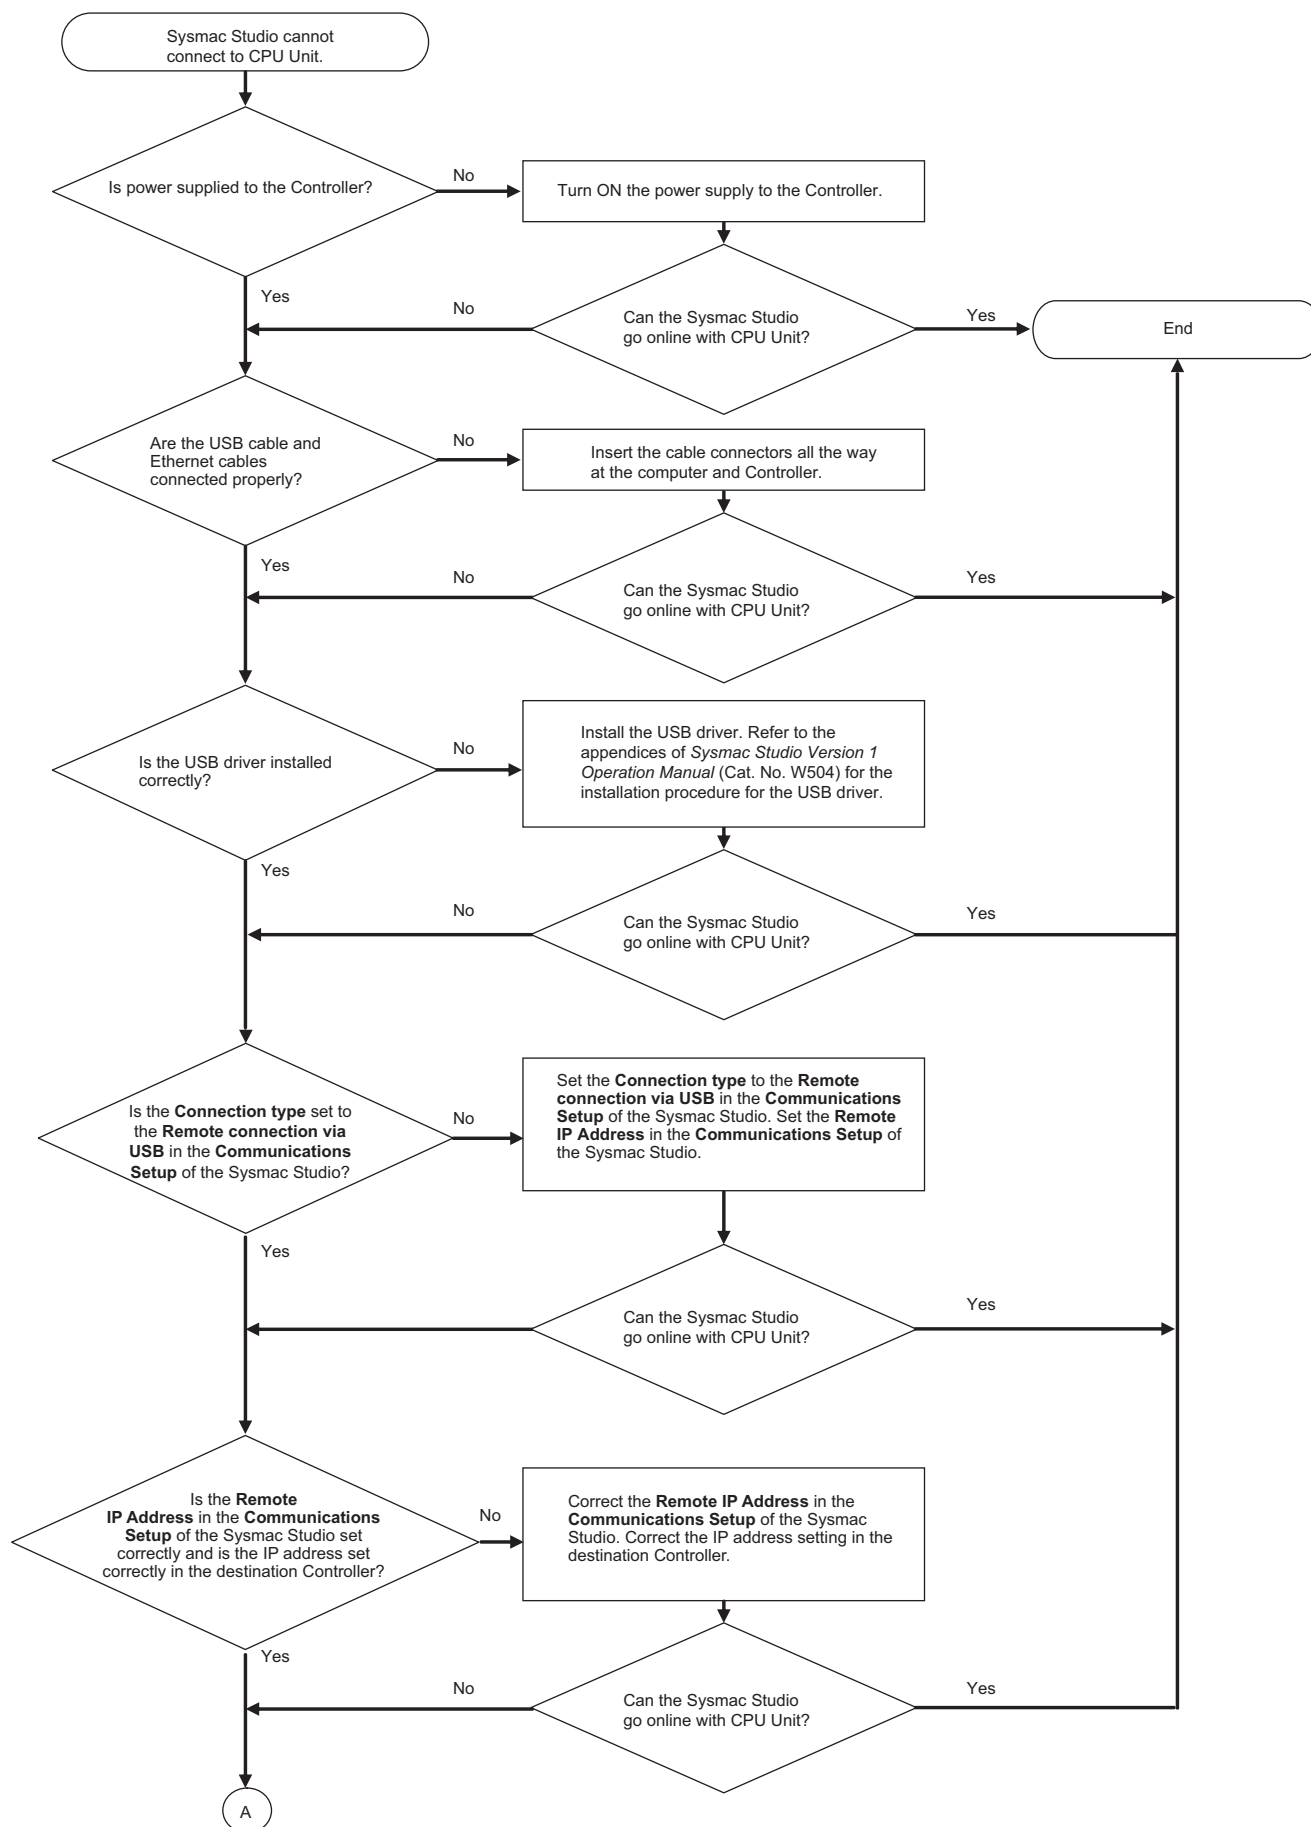 Sysmac Studio cannot
connect to CPU Unit.
Is power supplied to the Controller?
No
Turn ON the power supply to the Controller.
Yes
No
Can the Sysmac Studio
go online with CPU Unit?
Yes
End
Are the USB cable and
Ethernet cables
connected properly?
No
Insert the cable connectors all the way
at the computer and Controller.
Yes
No
Can the Sysmac Studio
go online with CPU Unit?
Yes
Is the USB driver installed
correctly?
No
Install the USB driver. Refer to the
appendices of Sysmac Studio Version 1
Operation Manual (Cat. No. W504) for the
installation procedure for the USB driver.
Yes
No
Can the Sysmac Studio
go online with CPU Unit?
Yes
Is the Connection type set to
the Remote connection via
USB in the Communications
Setup of the Sysmac Studio?
No
Set the Connection type to the Remote
connection via USB in the Communications
Setup of the Sysmac Studio. Set the Remote
IP Address in the Communications Setup of
the Sysmac Studio.
Yes
Can the Sysmac Studio
go online with CPU Unit?
Yes
Is the Remote
IP Address in the Communications
Setup of the Sysmac Studio set
correctly and is the IP address set
correctly in the destination Controller?
No
Correct the Remote IP Address in the
Communications Setup of the Sysmac
Studio. Correct the IP address setting in the
destination Controller.
Yes
No
Can the Sysmac Studio
go online with CPU Unit?
Yes
A